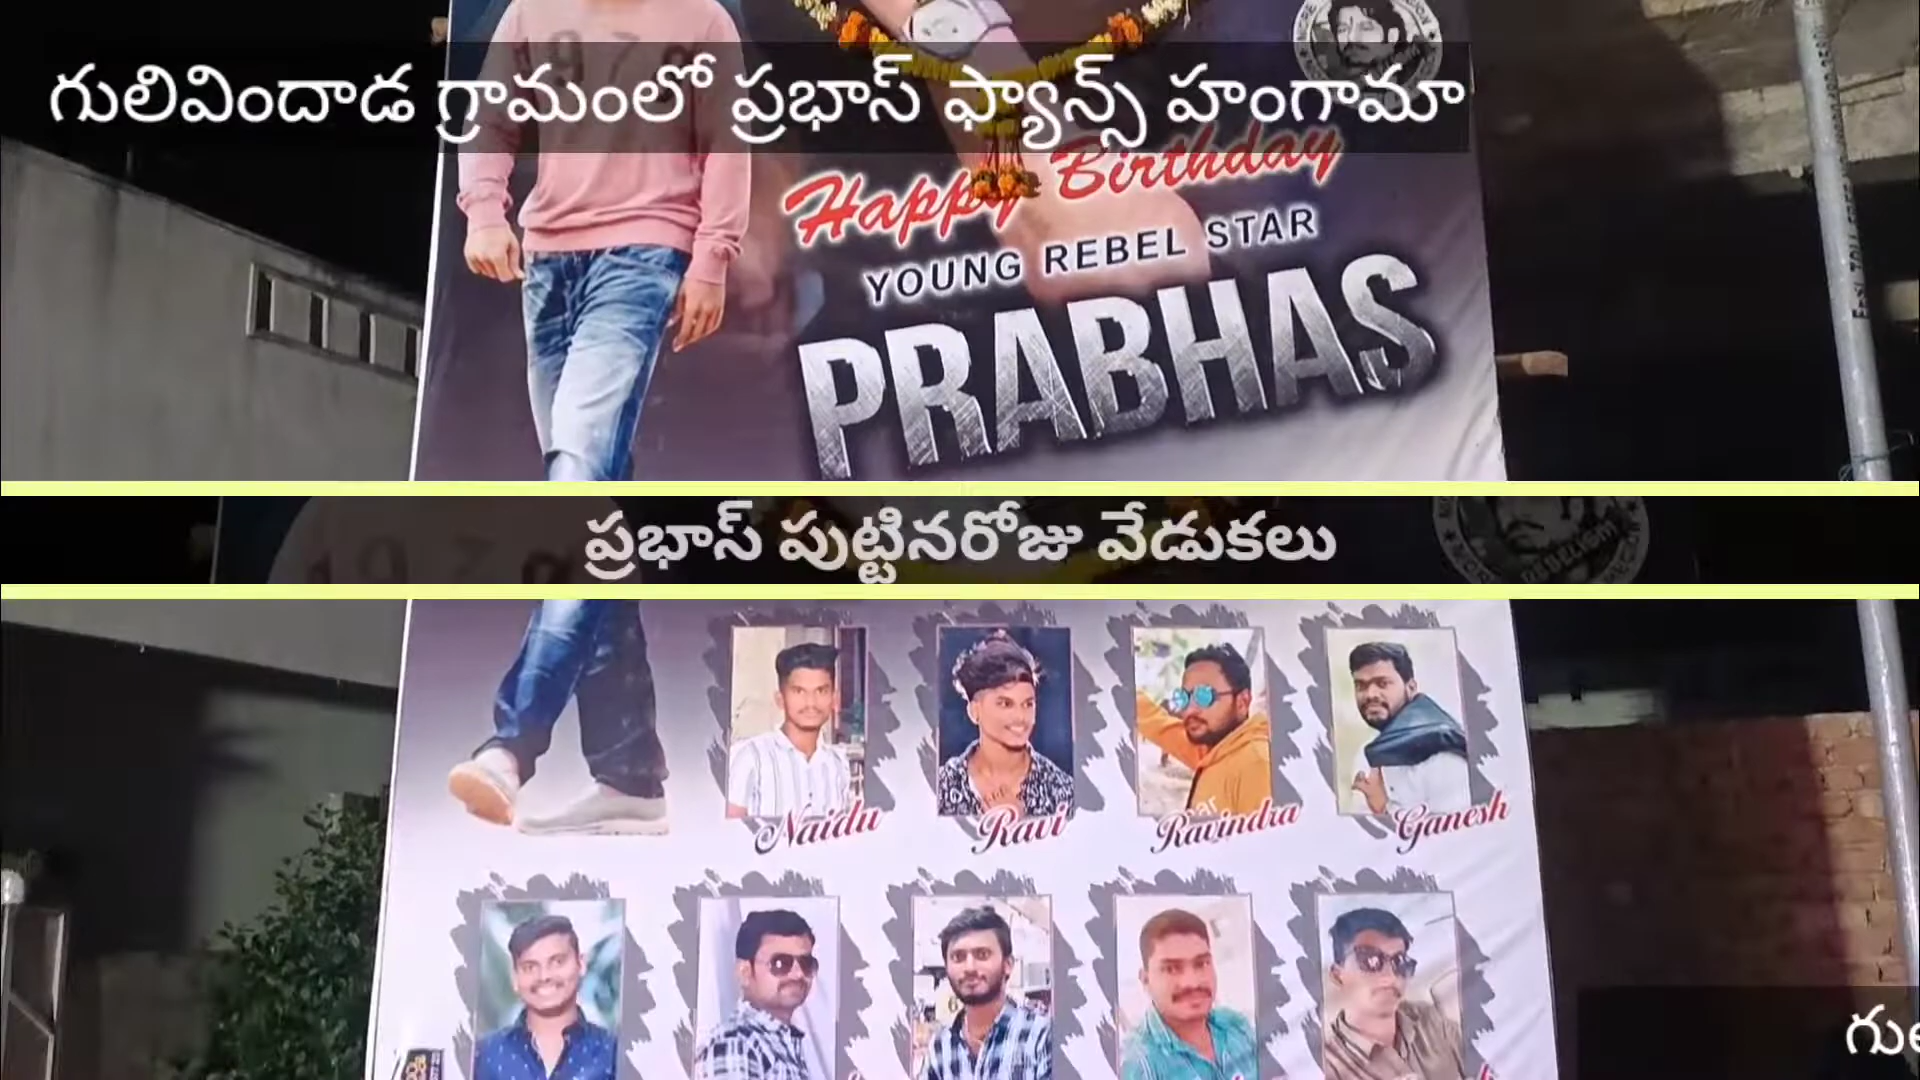 గులివిందాడ గ్రామంలో ప్రభాస్ ఫ్యాన్స్ హంగామా
Happy Birthday
YOUNG REBEL STAR
PRABHAS
ప్రభాస్ పుట్టినరోజు వేడుకలు
Naidu
Ravi
Ravindra
Ganesh